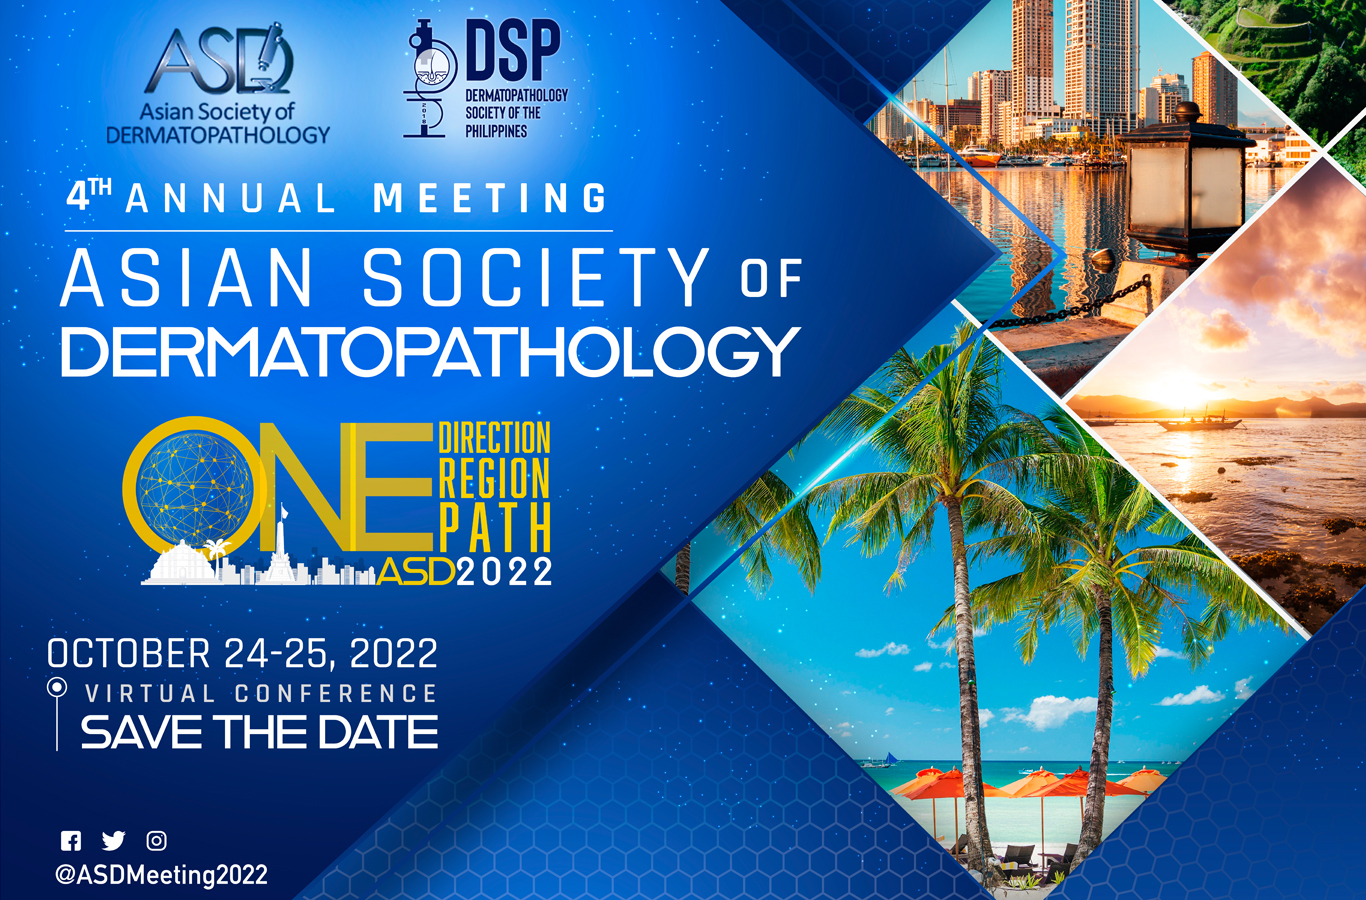 ASD
Asian Society of
DERMATOPATHOLOGY
DSP
DERMATOPATHOLOGY
SOCIETY OF THE
PHILIPPINES
2018
4TH ANNUAL MEETING
ASIAN SOCIETY OF
DERMATOPATHOLOGY
ONE
DIRECTION
REGION
PATH
ASD2022
OCTOBER 24-25, 2022
VIRTUAL CONFERENCE
SAVE THE DATE
@ASDMeeting2022